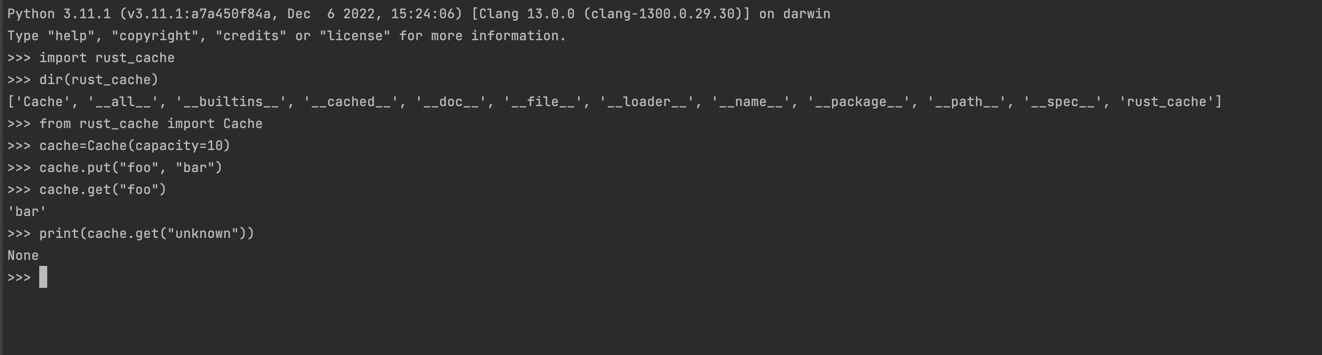 Python 3.11.1 (v3.11.1:a7a450f84a, Dec  6 2022, 15:24:06) [Clang 13.0.0 (clang-1300.0.29.30)] on darwin
Type "help", "copyright", "credits" or "license" for more information.
>>> import rust_cache
>>> dir(rust_cache)
['Cache', '__all__', '__builtins__', '__cached__', '__doc__', '__file__', '__loader__', '__name__', '__package__', '__path__', '__spec__', 'rust_cache']
>>> from rust_cache import Cache
>>> cache=Cache(capacity=10)
>>> cache.put("foo", "bar")
>>> cache.get("foo")
'bar'
>>> print(cache.get("unknown"))
None
>>>